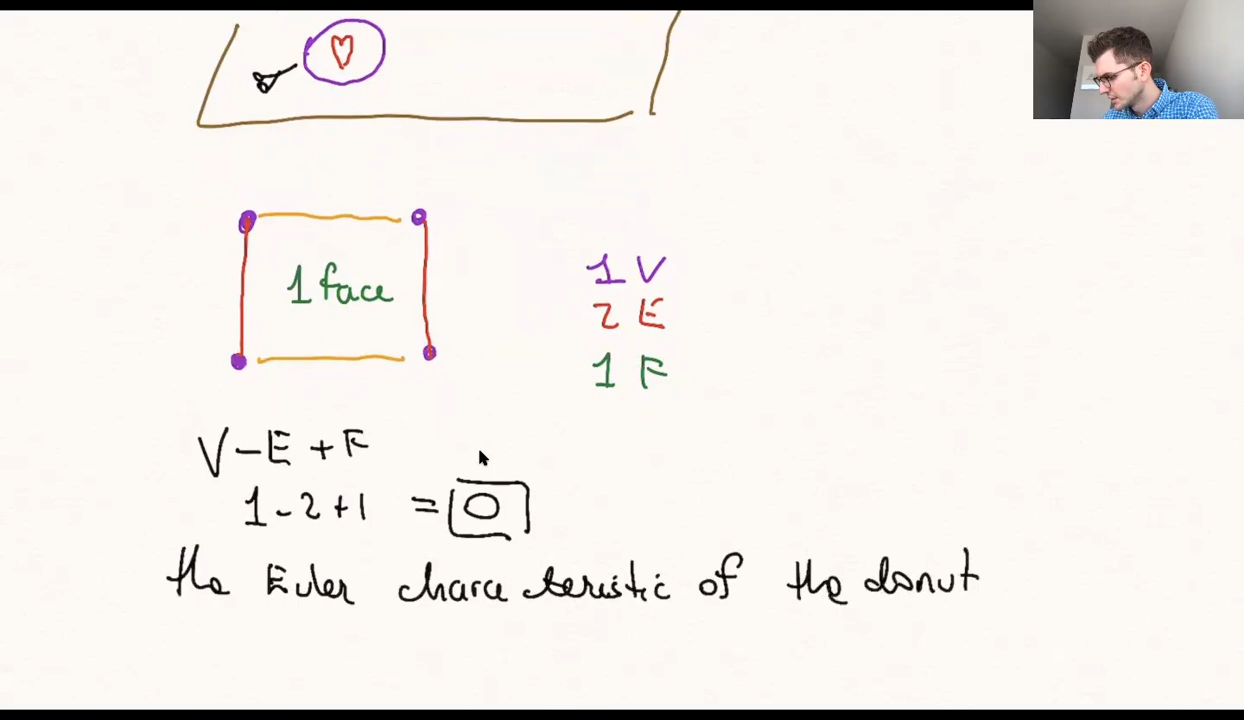 1 face
1 V
2 E
1 F
V - E + F
1 - 2 + 1 = 0
the Euler characteristic of the donut